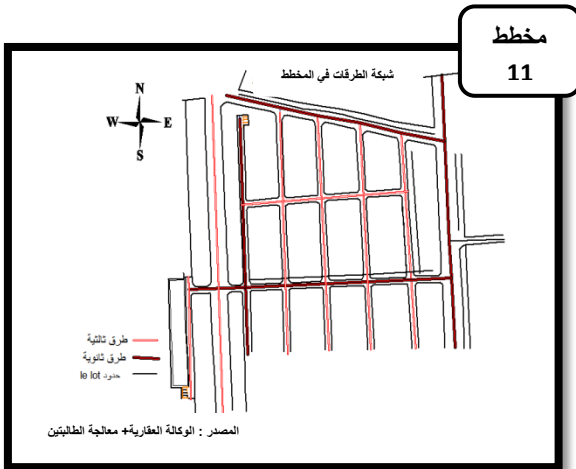 مخطط
11
شبكة الطرقات في المخطط
N
W E
S
طرق ثالثية
طرق ثانوية
حدود le lot
المصدر : الوكالة العقارية+ معالجة الطالبتين